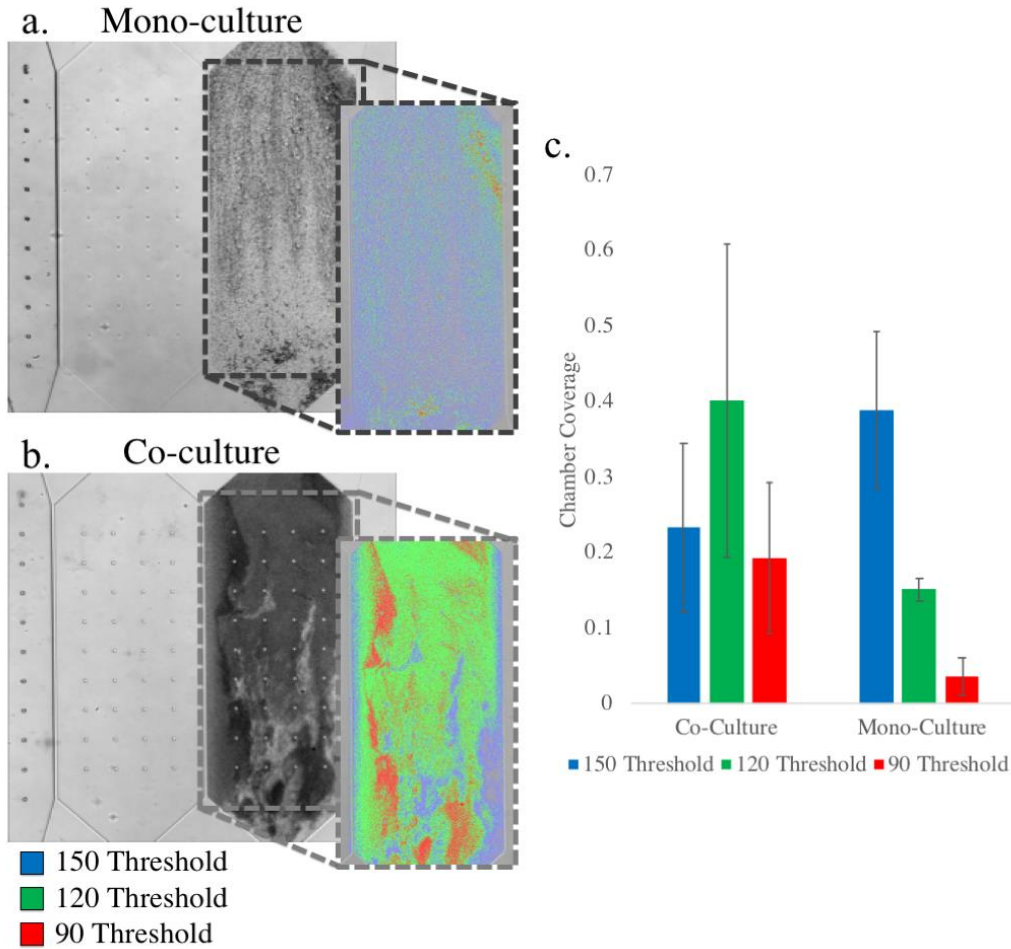 a. Mono-culture
b. Co-culture
150 Threshold
120 Threshold
90 Threshold
c.
Chamber Coverage
0.7
0.6
0.5
0.4
0.3
0.2
0.1
0
Co-Culture Mono-Culture
150 Threshold 120 Threshold 90 Threshold